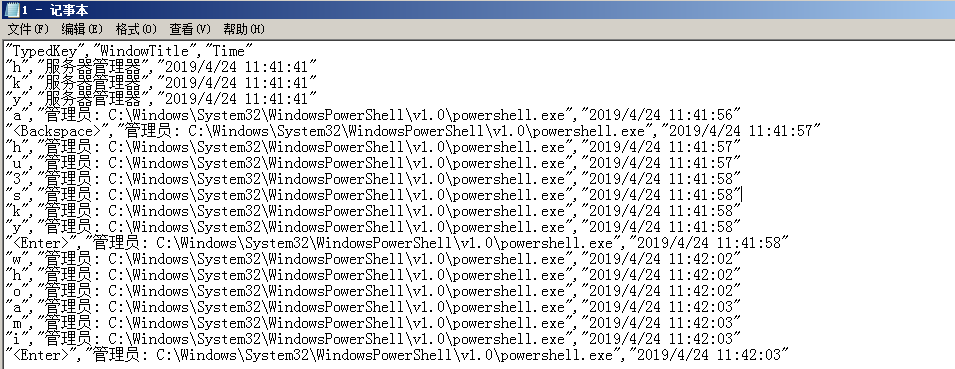 1 - 记事本
文件(F) 编辑(E) 格式(O) 查看(V) 帮助(H)
"TypedKey","WindowTitle","Time"
"h","服务器管理器","2019/4/24 11:41:41"
"k","服务器管理器","2019/4/24 11:41:41"
"y","服务器管理器","2019/4/24 11:41:41"
"a","管理员: C:\Windows\System32\WindowsPowerShell\v1.0\powershell.exe","2019/4/24 11:41:56"
"<Backspace>","管理员: C:\Windows\System32\WindowsPowerShell\v1.0\powershell.exe","2019/4/24 11:41:57"
"h","管理员: C:\Windows\System32\WindowsPowerShell\v1.0\powershell.exe","2019/4/24 11:41:57"
"u","管理员: C:\Windows\System32\WindowsPowerShell\v1.0\powershell.exe","2019/4/24 11:41:57"
"3","管理员: C:\Windows\System32\WindowsPowerShell\v1.0\powershell.exe","2019/4/24 11:41:58"
"s","管理员: C:\Windows\System32\WindowsPowerShell\v1.0\powershell.exe","2019/4/24 11:41:58"
"k","管理员: C:\Windows\System32\WindowsPowerShell\v1.0\powershell.exe","2019/4/24 11:41:58"
"y","管理员: C:\Windows\System32\WindowsPowerShell\v1.0\powershell.exe","2019/4/24 11:41:58"
"<Enter>","管理员: C:\Windows\System32\WindowsPowerShell\v1.0\powershell.exe","2019/4/24 11:41:58"
"w","管理员: C:\Windows\System32\WindowsPowerShell\v1.0\powershell.exe","2019/4/24 11:42:02"
"h","管理员: C:\Windows\System32\WindowsPowerShell\v1.0\powershell.exe","2019/4/24 11:42:02"
"o","管理员: C:\Windows\System32\WindowsPowerShell\v1.0\powershell.exe","2019/4/24 11:42:02"
"a","管理员: C:\Windows\System32\WindowsPowerShell\v1.0\powershell.exe","2019/4/24 11:42:03"
"m","管理员: C:\Windows\System32\WindowsPowerShell\v1.0\powershell.exe","2019/4/24 11:42:03"
"i","管理员: C:\Windows\System32\WindowsPowerShell\v1.0\powershell.exe","2019/4/24 11:42:03"
"<Enter>","管理员: C:\Windows\System32\WindowsPowerShell\v1.0\powershell.exe","2019/4/24 11:42:03"